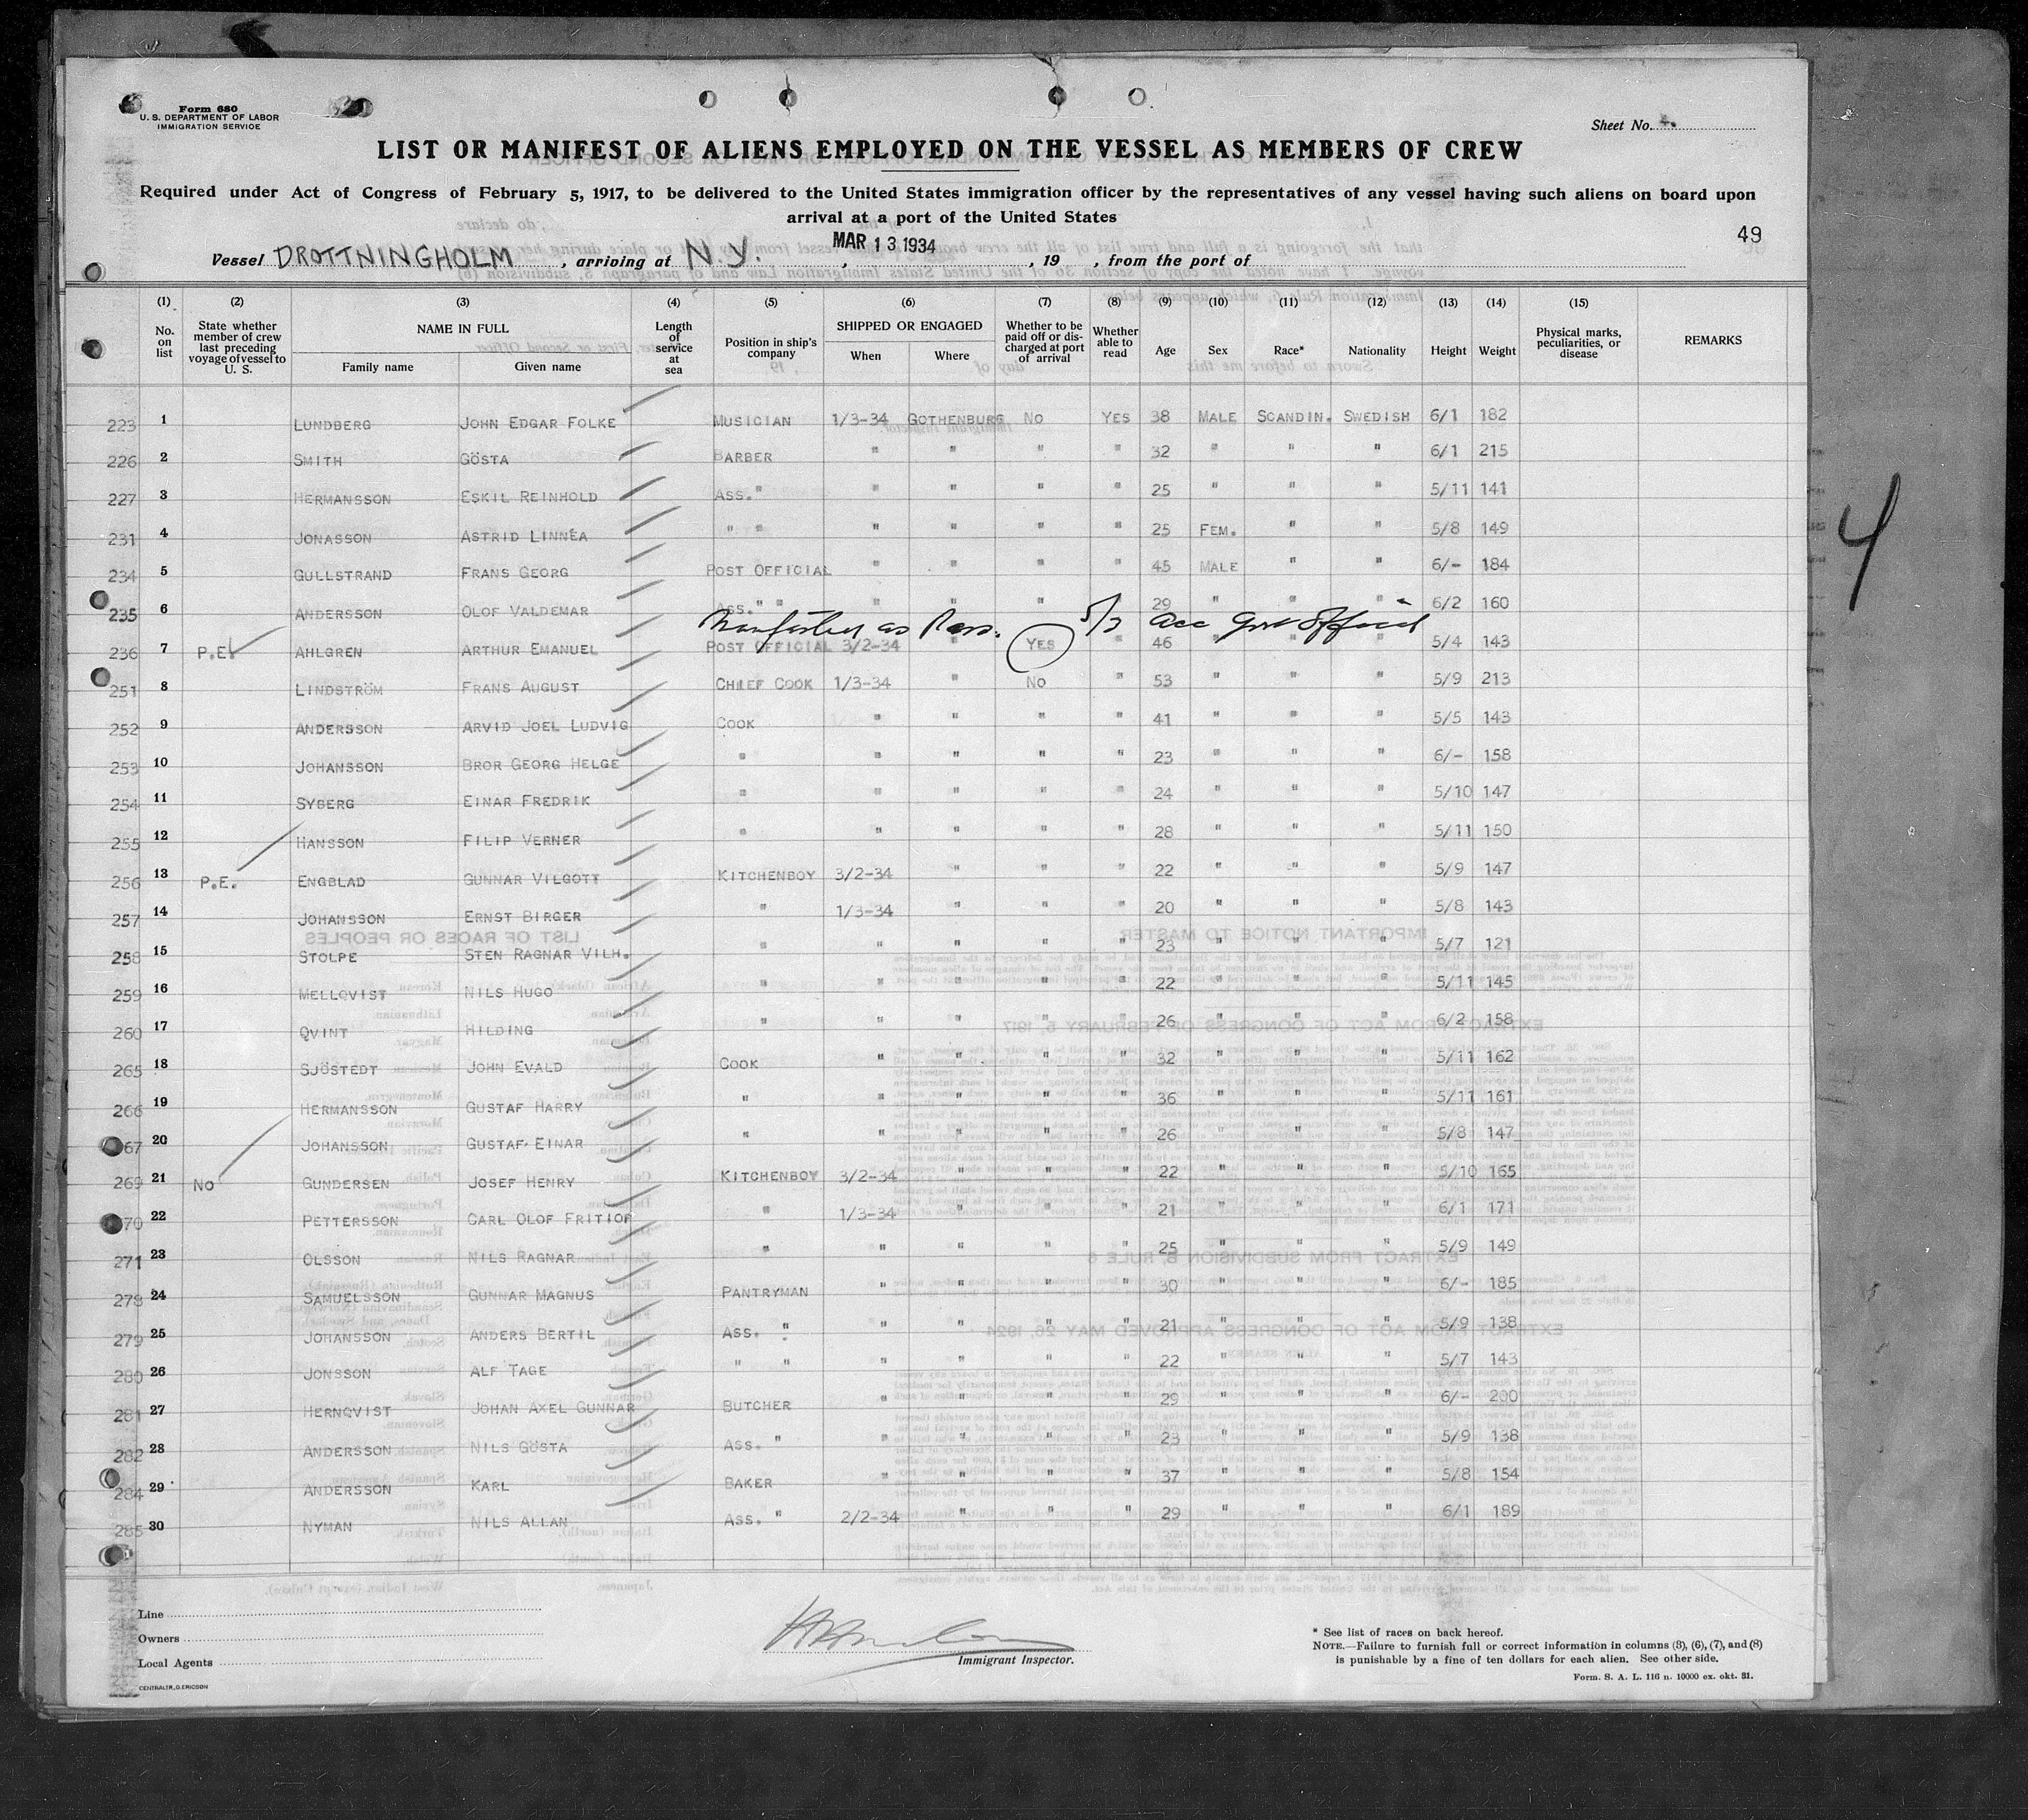 Form 680
U. S. DEPARTMENT OF LABOR
IMMIGRATION SERVICE
Sheet No. 4.
LIST OR MANIFEST OF ALIENS EMPLOYED ON THE VESSEL AS MEMBERS OF CREW
Required under Act of Congress of February 5, 1917, to be delivered to the United States immigration officer by the representatives of any vessel having such aliens on board upon
arrival at a port of the United States
49
Vessel DROTTNINGHOLM, arriving at N.Y., MAR 13 1934, 19 , from the port of
(1) (2) (3) (4) (5) (6) (7) (8) (9) (10) (11) (12) (13) (14) (15)
No. on list | State whether member of crew last preceding voyage of vessel to U. S. | NAME IN FULL Family name Given name | Length of service at sea | Position in ship's company | SHIPPED OR ENGAGED When Where | Whether to be paid off or discharged at port of arrival | Whether able to read | Age | Sex | Race* | Nationality | Height | Weight | Physical marks, peculiarities, or disease | REMARKS
223 1 LUNDBERG JOHN EDGAR FOLKE MUSICIAN 1/3-34 GOTHENBURG NO YES 38 MALE SCANDIN. SWEDISH 6/1 182
226 2 SMITH GÖSTA BARBER " " " " 32 " " " 6/1 215
227 3 HERMANSSON ESKIL REINHOLD ASS." " " " " 25 " " " 5/11 141
231 4 JONASSON ASTRID LINNÉA " " " " " " 25 FEM. " " 5/8 149
234 5 GULLSTRAND FRANS GEORG POST OFFICIAL " " " " 45 MALE " " 6/- 184
235 6 ANDERSSON OLOF VALDEMAR ASS." " " " " " 29 " " " 6/2 160
Manifested as Pass. 5/3 acc Govt Official
236 7 P.E. AHLGREN ARTHUR EMANUEL POST OFFICIAL 3/2-34 " YES " 46 " " " 5/4 143
251 8 LINDSTRÖM FRANS AUGUST CHIEF COOK 1/3-34 " NO " 53 " " " 5/9 213
252 9 ANDERSSON ARVID JOEL LUDVIG COOK " " " " 41 " " " 5/5 143
253 10 JOHANSSON BROR GEORG HELGE " " " " " 23 " " " 6/- 158
254 11 SYBERG EINAR FREDRIK " " " " " 24 " " " 5/10 147
255 12 HANSSON FILIP VERNER " " " " " 28 " " " 5/11 150
256 13 P.E. ENGBLAD GUNNAR VILGOTT KITCHENBOY 3/2-34 " " " 22 " " " 5/9 147
257 14 JOHANSSON ERNST BIRGER " 1/3-34 " " " 20 " " " 5/8 143
258 15 STOLPE STEN RAGNAR VILH. " " " " " 23 " " " 5/7 121
259 16 MELLQVIST NILS HUGO " " " " " 22 " " " 5/11 145
260 17 QVINT HILDING " " " " " 26 " " " 6/2 158
265 18 SJÖSTEDT JOHN EVALD COOK " " " " 32 " " " 5/11 162
266 19 HERMANSSON GUSTAF HARRY " " " " " 36 " " " 5/11 161
67 20 JOHANSSON GUSTAF EINAR " " " " " 26 " " " 5/8 147
269 21 NO GUNDERSEN JOSEF HENRY KITCHENBOY 3/2-34 " " " 22 " " " 5/10 165
70 22 PETTERSSON CARL OLOF FRITIOF " 1/3-34 " " " 21 " " " 6/1 171
271 23 OLSSON NILS RAGNAR " " " " " 25 " " " 5/9 149
278 24 SAMUELSSON GUNNAR MAGNUS PANTRYMAN " " " " 30 " " " 6/- 185
279 25 JOHANSSON ANDERS BERTIL ASS. " " " " " 21 " " " 5/9 138
280 26 JONSSON ALF TAGE " " " " " " 22 " " " 5/7 143
281 27 HERNQVIST JOHAN AXEL GUNNAR BUTCHER " " " " 29 " " " 6/- 200
282 28 ANDERSSON NILS GÖSTA ASS. " " " " " 23 " " " 5/9 138
284 29 ANDERSSON KARL BAKER " " " " 37 " " " 5/8 154
285 30 NYMAN NILS ALLAN ASS. " 2/2-34 " " " 29 " " " 6/1 189
4
Line
Owners
Local Agents
CENTRALTR., G. ERICSON
Immigrant Inspector.
* See list of races on back hereof.
NOTE.—Failure to furnish full or correct information in columns (3), (6), (7), and (8)
is punishable by a fine of ten dollars for each alien. See other side.
Form. S. A. L. 116 n. 10000 ex. okt. 31.